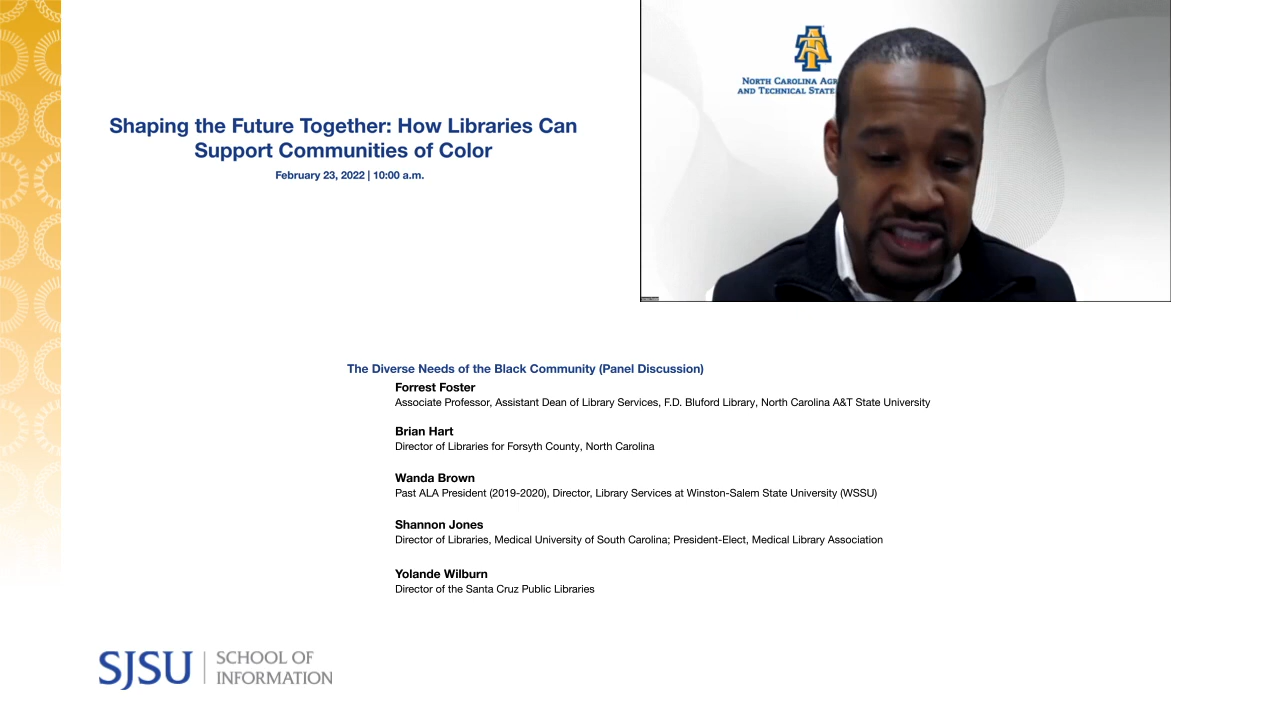 Shaping the Future Together: How Libraries Can
Support Communities of Color
February 23, 2022 | 10:00 a.m.
NORTH CAROLINA AGR
AND TECHNICAL STATE
The Diverse Needs of the Black Community (Panel Discussion)
Forrest Foster
Associate Professor, Assistant Dean of Library Services, F.D. Bluford Library, North Carolina A&T State University
Brian Hart
Director of Libraries for Forsyth County, North Carolina
Wanda Brown
Past ALA President (2019-2020), Director, Library Services at Winston-Salem State University (WSSU)
Shannon Jones
Director of Libraries, Medical University of South Carolina; President-Elect, Medical Library Association
Yolande Wilburn
Director of the Santa Cruz Public Libraries
SJSU | SCHOOL OF
INFORMATION